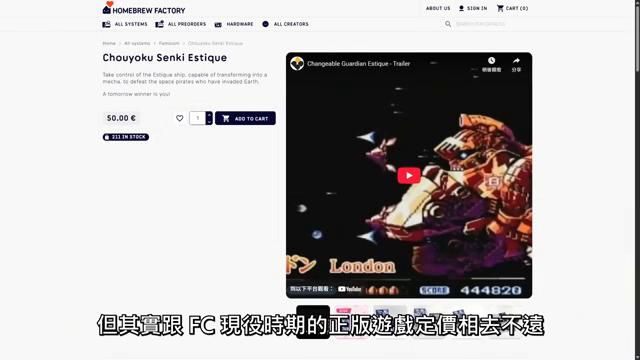 HOMEBREW FACTORY
ABOUT US
SIGN IN
CART (0)
ALL SYSTEMS
ALL PREORDERS
HARDWARE
ALL CREATORS
Home > All systems > Famicom > Chouyoku Senki Estique
Chouyoku Senki Estique
Take control of the Estique ship, capable of transforming into a
mecha, to defeat the space pirates who have invaded Earth.
A tomorrow winner is you!
50.00 €
1
ADD TO CART
211 IN STOCK
Changeable Guardian Estique - Trailer
稍後觀看
分享
ドン London
SCORE 444820
到以下平台觀看： YouTube
但其實跟 FC 現役時期的正版遊戲定價相去不遠